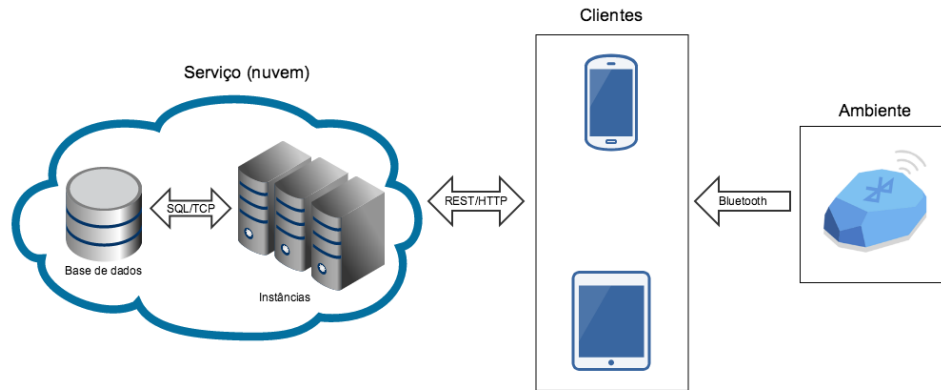 Clientes
Serviço (nuvem)
Ambiente
SQL/TCP
REST/HTTP
Bluetooth
Base de dados
Instâncias